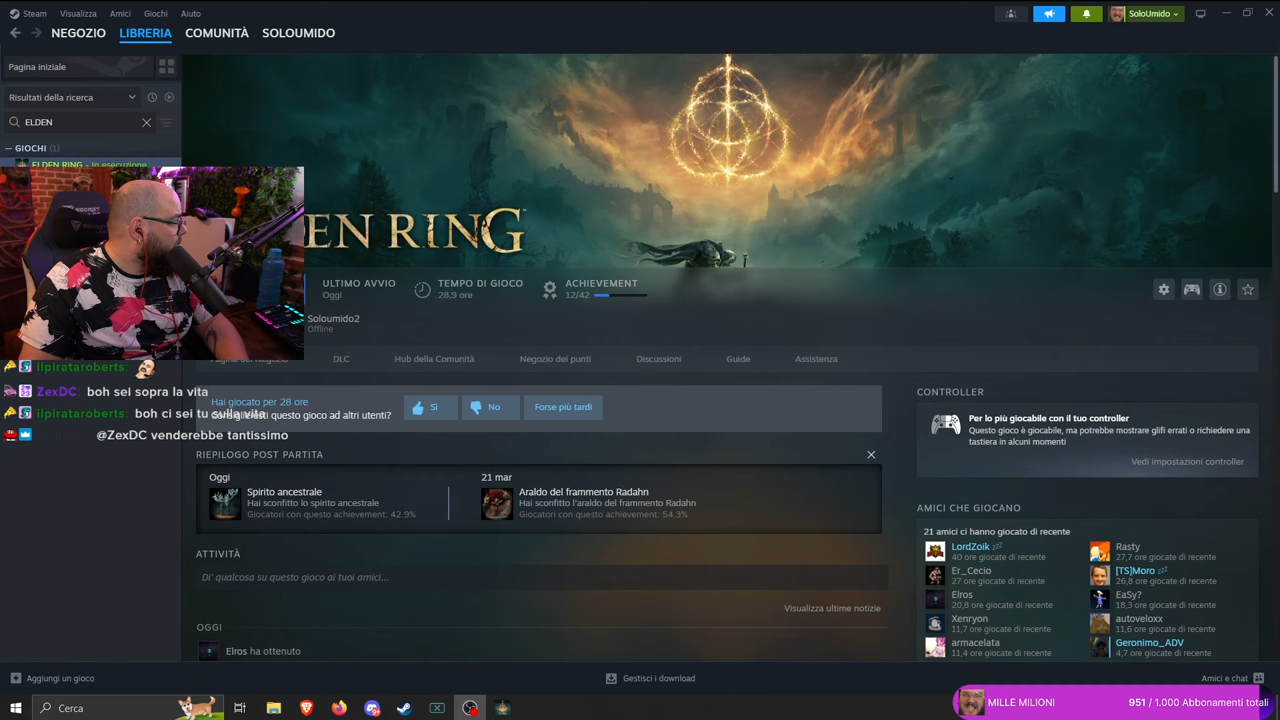 Steam Visualizza Amici Giochi Aiuto
SoloUmido
NEGOZIO LIBRERIA COMUNITÀ SOLOUMIDO
Pagina iniziale
Risultati della ricerca
ELDEN
GIOCHI (1)
ELDEN RING - In esecuzione
EN RING
ULTIMO AVVIO
Oggi
TEMPO DI GIOCO
28,9 ore
ACHIEVEMENT
12/42
Soloumido2
Offline
DLC Hub della Comunità Negozio dei punti Discussioni Guide Assistenza
ilpiratаroberts:
ZexDC: boh sei sopra la vita
ilpirataroberts: boh ci sei tu sulla vita
@ZexDC venderebbe tantissimo
Hai giocato per 28 ore
Consiglieresti questo gioco ad altri utenti?
Sì No Forse più tardi
RIEPILOGO POST PARTITA
Oggi
Spirito ancestrale
Hai sconfitto lo spirito ancestrale
Giocatori con questo achievement: 42.9%
21 mar
Araldo del frammento Radahn
Hai sconfitto l'araldo del frammento Radahn
Giocatori con questo achievement: 54.3%
ATTIVITÀ
Di' qualcosa su questo gioco ai tuoi amici...
Visualizza ultime notizie
OGGI
Elros ha ottenuto
CONTROLLER
Per lo più giocabile con il tuo controller
Questo gioco è giocabile, ma potrebbe mostrare glifi errati o richiedere una
tastiera in alcuni momenti
Vedi impostazioni controller
AMICI CHE GIOCANO
21 amici ci hanno giocato di recente
LordZoik
40 ore giocate di recente
Rasty
27,7 ore giocate di recente
Er_Cecio
27 ore giocate di recente
[TS]Moro
26,8 ore giocate di recente
Elros
20,8 ore giocate di recente
EaSy?
18,3 ore giocate di recente
Xenryon
11,7 ore giocate di recente
autoveloxx
11,6 ore giocate di recente
armacelata
11,4 ore giocate di recente
Geronimo_ADV
4,7 ore giocate di recente
Aggiungi un gioco
Gestisci i download
Amici e chat
Cerca
MILLE MILIONI 951 / 1.000 Abbonamenti totali